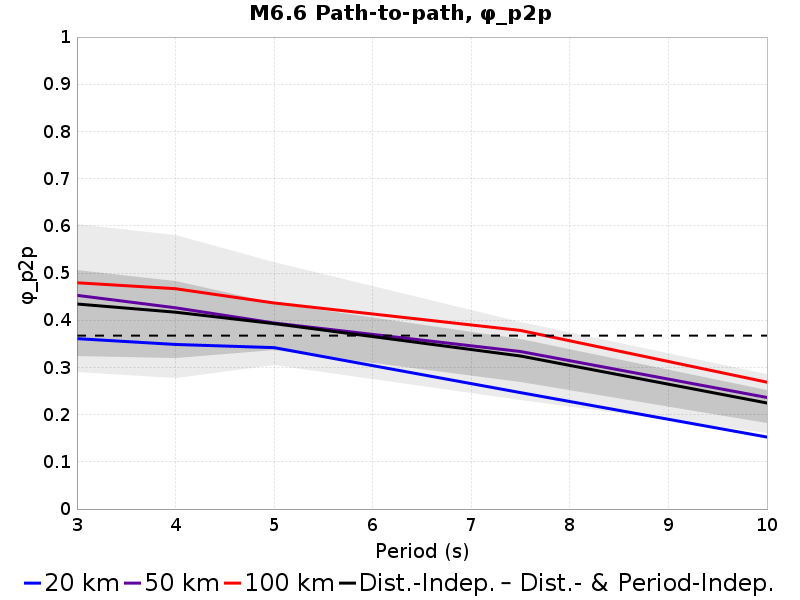 M6.6 Path-to-path, φ_p2p
1
0.9
0.8
0.7
0.6
0.5
0.4
0.3
0.2
0.1
0
φ_p2p
3 4 5 6 7 8 9 10
Period (s)
20 km 50 km 100 km Dist.-Indep. Dist.- & Period-Indep.